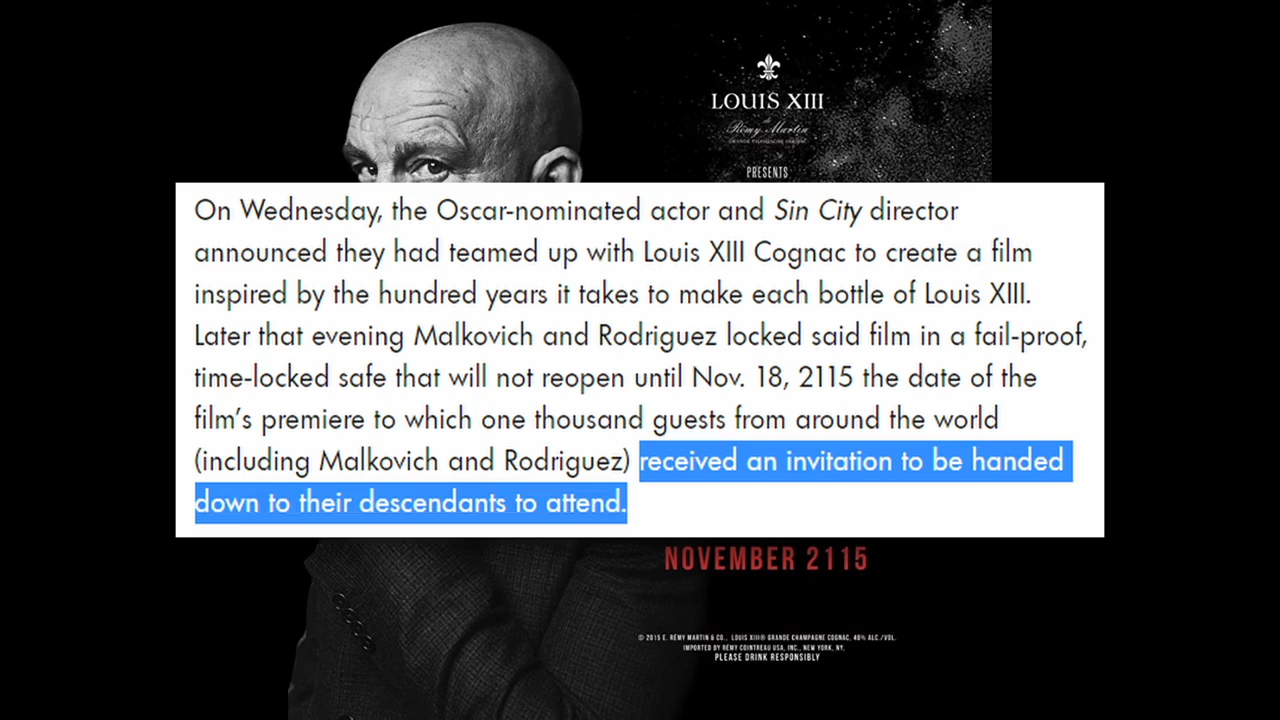 LOUIS XIII
de
Rémy Martin
GRANDE CHAMPAGNE COGNAC
PRESENTS
On Wednesday, the Oscar-nominated actor and Sin City director
announced they had teamed up with Louis XIII Cognac to create a film
inspired by the hundred years it takes to make each bottle of Louis XIII.
Later that evening Malkovich and Rodriguez locked said film in a fail-proof,
time-locked safe that will not reopen until Nov. 18, 2115 the date of the
film’s premiere to which one thousand guests from around the world
(including Malkovich and Rodriguez) received an invitation to be handed
down to their descendants to attend.
NOVEMBER 2115
© 2015 E. RÉMY MARTIN & CO., LOUIS XIII® GRANDE CHAMPAGNE COGNAC, 40% ALC./VOL.
IMPORTED BY RÉMY COINTREAU USA, INC., NEW YORK, NY.
PLEASE DRINK RESPONSIBLY